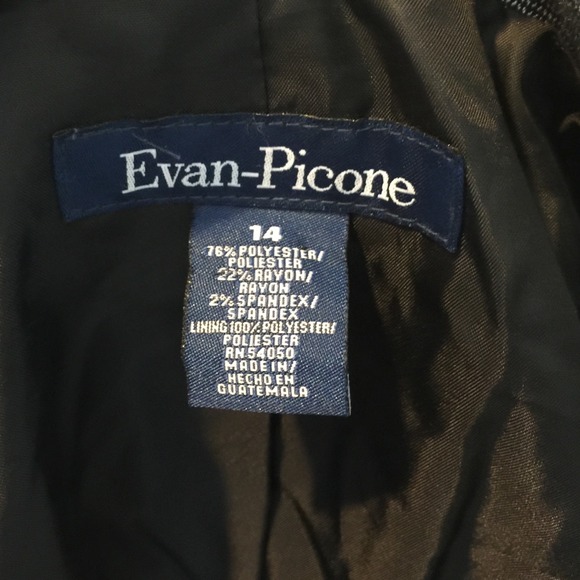 Evan-Picone
14
76% POLYESTER/
POLIESTER
22% RAYON/
RAYON
2% SPANDEX/
SPANDEX
LINING 100% POLYESTER/
POLIESTER
RN 54050
MADE IN/
HECHO EN
GUATEMALA